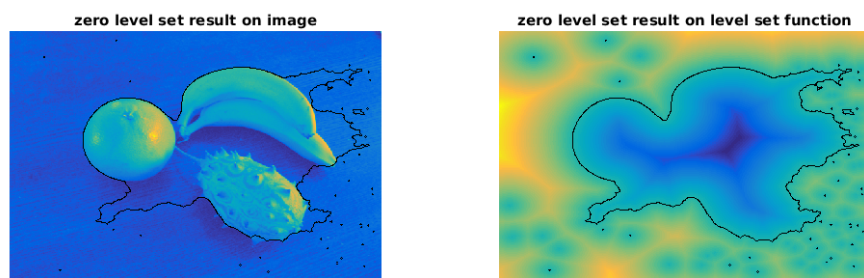 zero level set result on image
zero level set result on level set function